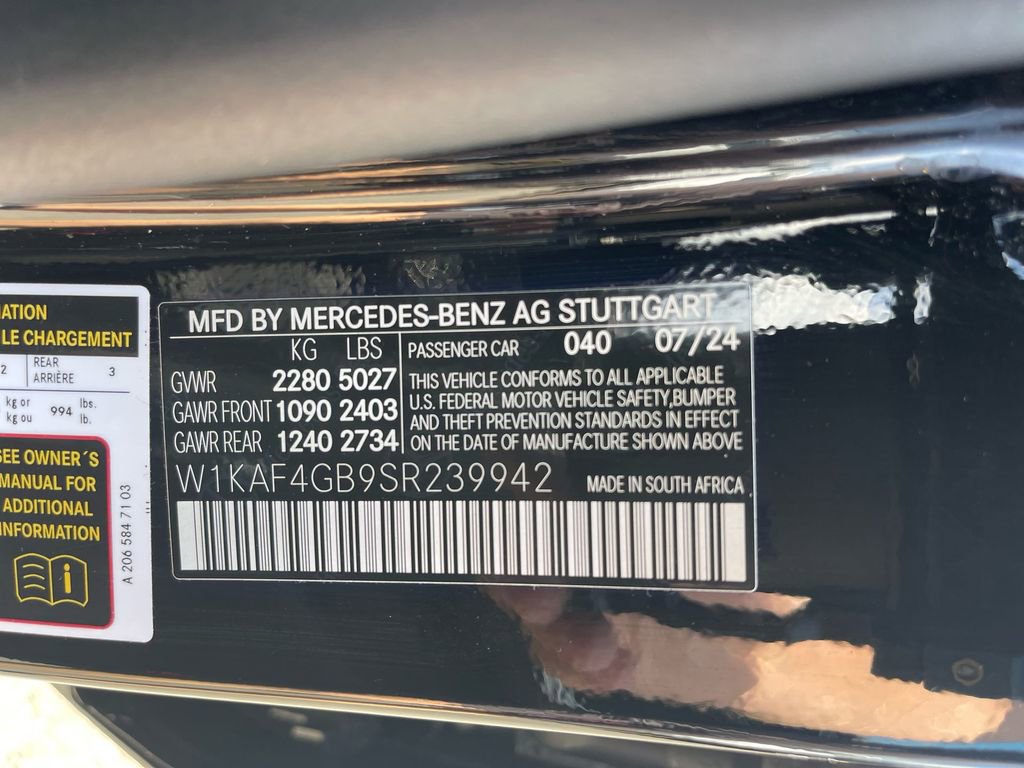 MATION
LE CHARGEMENT
2 REAR ARRIÈRE 3
kg or
kg ou
994 lbs. lb.
SEE OWNER´S
MANUAL FOR
ADDITIONAL
INFORMATION
A 206 584 71 03
MFD BY MERCEDES-BENZ AG STUTTGART
KG LBS
GVWR 2280 5027
GAWR FRONT 1090 2403
GAWR REAR 1240 2734
PASSENGER CAR 040 07/24
THIS VEHICLE CONFORMS TO ALL APPLICABLE
U.S. FEDERAL MOTOR VEHICLE SAFETY,BUMPER
AND THEFT PREVENTION STANDARDS IN EFFECT
ON THE DATE OF MANUFACTURE SHOWN ABOVE
W1KAF4GB9SR239942
MADE IN SOUTH AFRICA